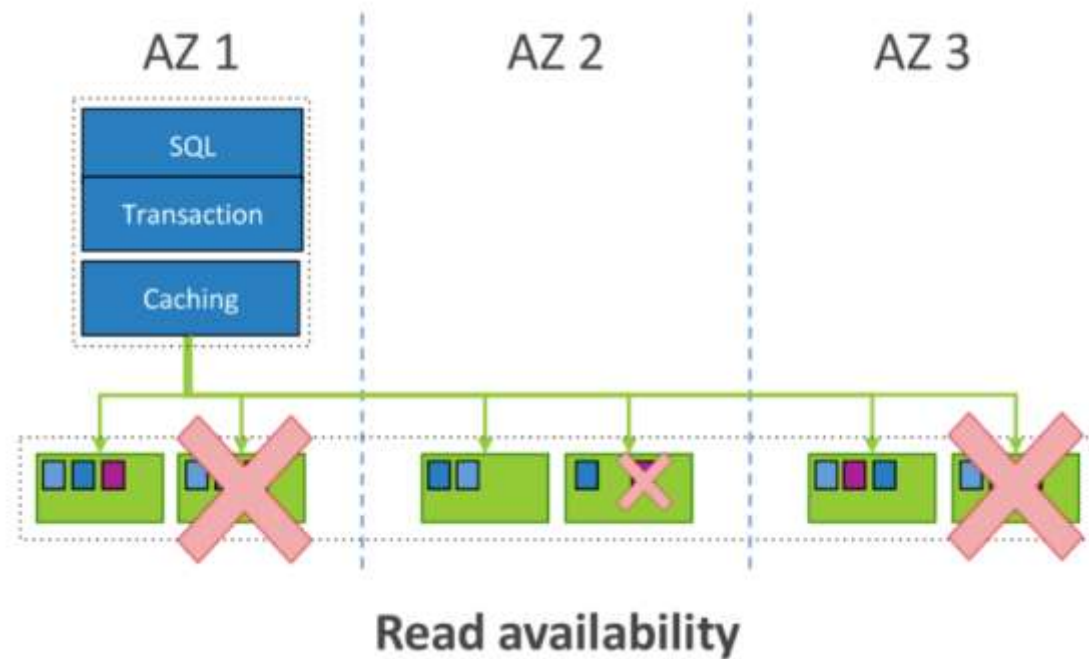 AZ 1
AZ 2
AZ 3
SQL
Transaction
Caching
Read availability